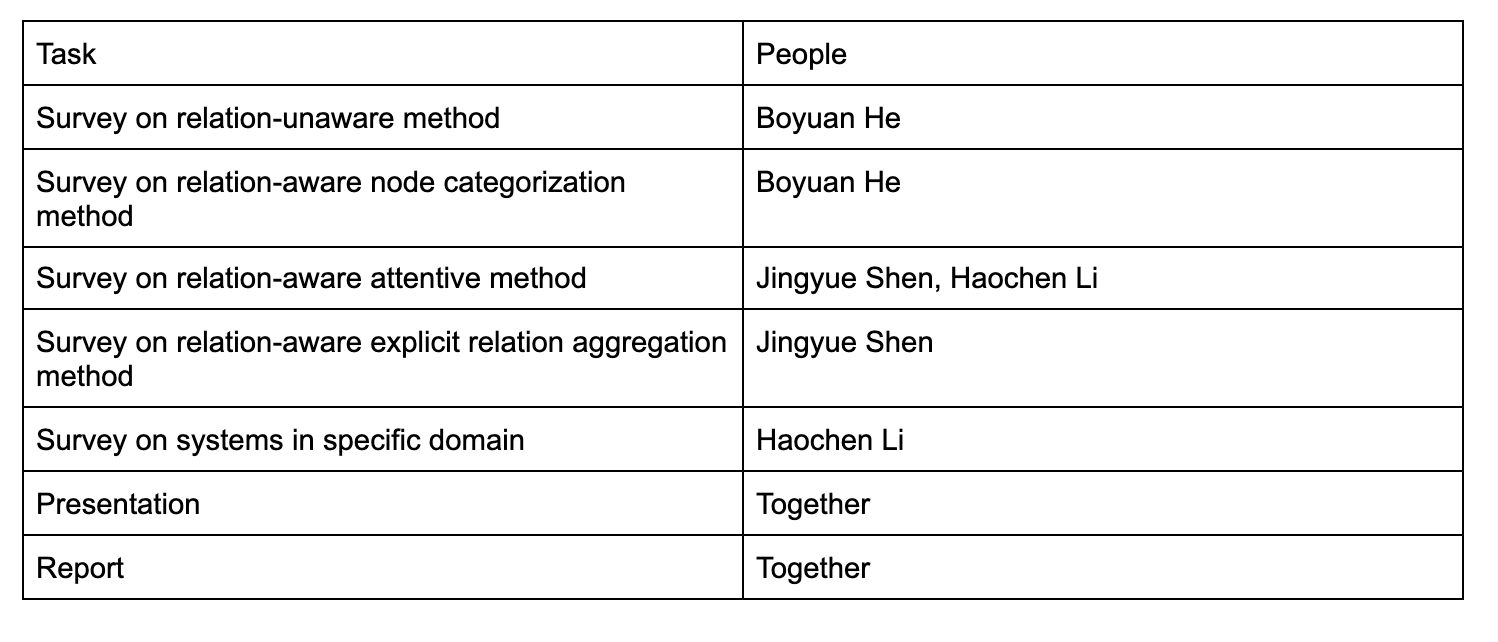 Task People
Survey on relation-unaware method Boyuan He
Survey on relation-aware node categorization Boyuan He
method
Survey on relation-aware attentive method Jingyue Shen, Haochen Li
Survey on relation-aware explicit relation aggregation Jingyue Shen
method
Survey on systems in specific domain Haochen Li
Presentation Together
Report Together